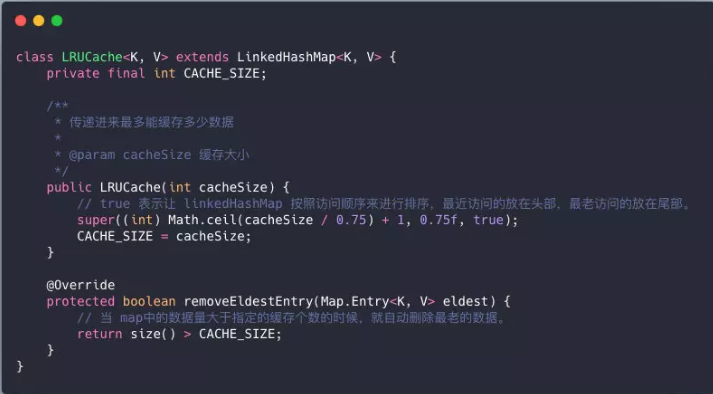 class LRUCache<K, V> extends LinkedHashMap<K, V> {
    private final int CACHE_SIZE;

    /**
     * 传递进来最多能缓存多少数据
     *
     * @param cacheSize 缓存大小
     */
    public LRUCache(int cacheSize) {
        // true 表示让 linkedHashMap 按照访问顺序来进行排序，最近访问的放在头部，最老访问的放在尾部。
        super((int) Math.ceil(cacheSize / 0.75) + 1, 0.75f, true);
        CACHE_SIZE = cacheSize;
    }

    @Override
    protected boolean removeEldestEntry(Map.Entry<K, V> eldest) {
        // 当 map中的数据量大于指定的缓存个数的时候，就自动删除最老的数据。
        return size() > CACHE_SIZE;
    }
}